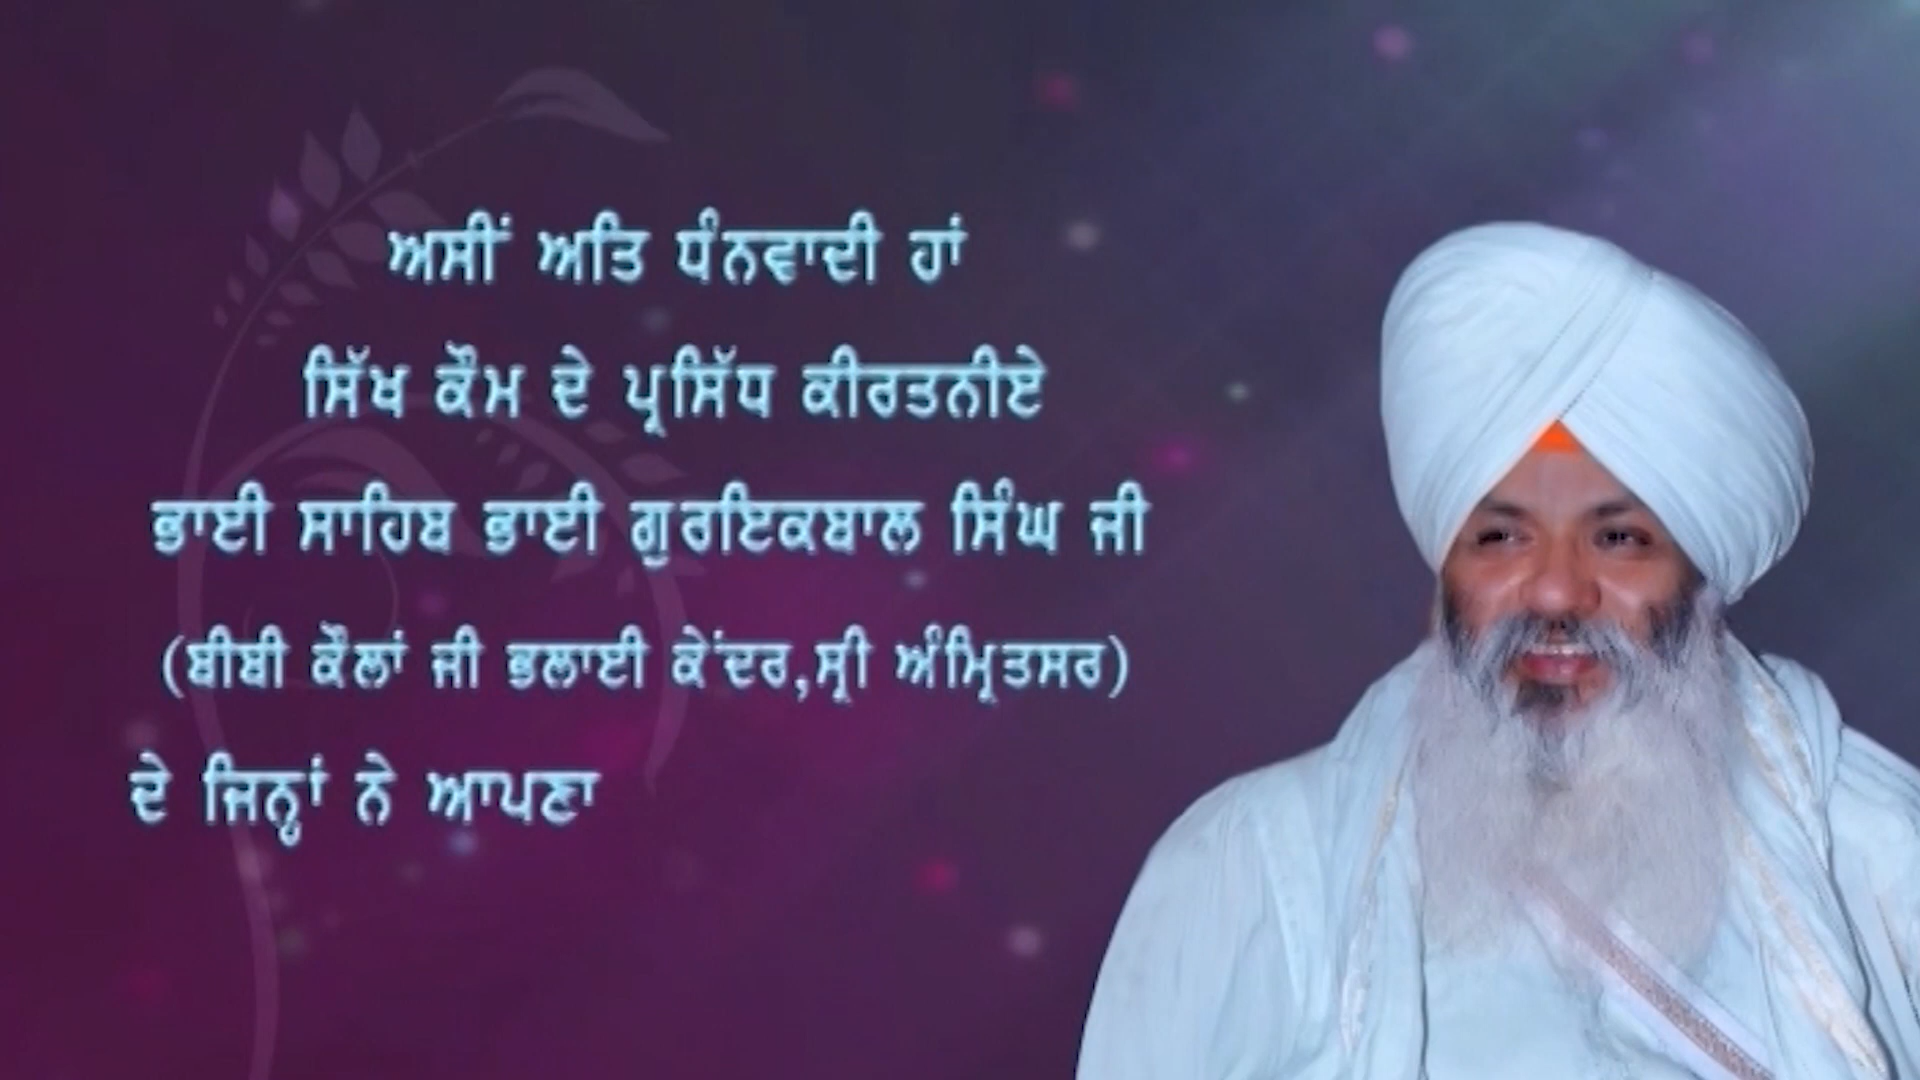 ਅਸੀਂ ਅਤਿ ਧੰਨਵਾਦੀ ਹਾਂ
ਸਿੱਖ ਕੌਮ ਦੇ ਪ੍ਰਸਿੱਧ ਕੀਰਤਨੀਏ
ਭਾਈ ਸਾਹਿਬ ਭਾਈ ਗੁਰਇਕਬਾਲ ਸਿੰਘ ਜੀ
(ਬੀਬੀ ਕੌਲਾਂ ਜੀ ਭਲਾਈ ਕੇਂਦਰ,ਸ੍ਰੀ ਅੰਮ੍ਰਿਤਸਰ)
ਦੇ ਜਿਨ੍ਹਾਂ ਨੇ ਆਪਣਾ